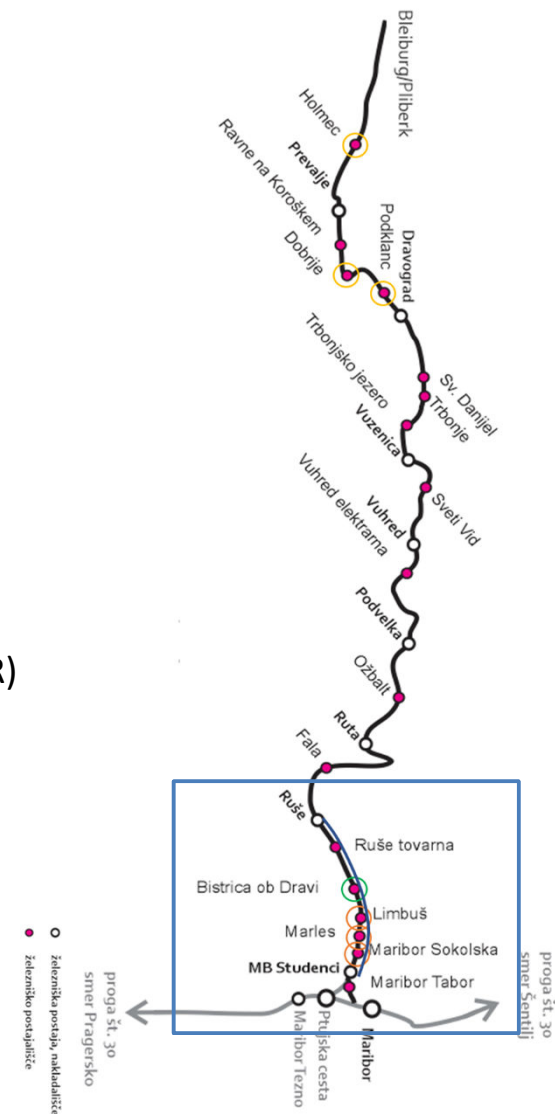 Bleiburg/Pliberk
Holmec
Prevalje
Ravne na Koroškem
Dobrije
Podklanc
Dravograd
Sv. Danijel
Trbonje
Trbonjsko jezero
Vuzenica
Sveti Vid
Vuhred
Vuhred elektrarna
Podvelka
Ožbalt
R)
Ruta
Fala
Ruše
Ruše tovarna
Bistrica ob Dravi
Limbuš
Marles
Maribor Sokolska
MB Studenci
Maribor Tabor
Maribor
Ptujska cesta
Maribor Tezno
proga št. 30
smer Šentilj
proga št. 30
smer Pragersko
železniška postaja, nakladališče
železniško postajališče